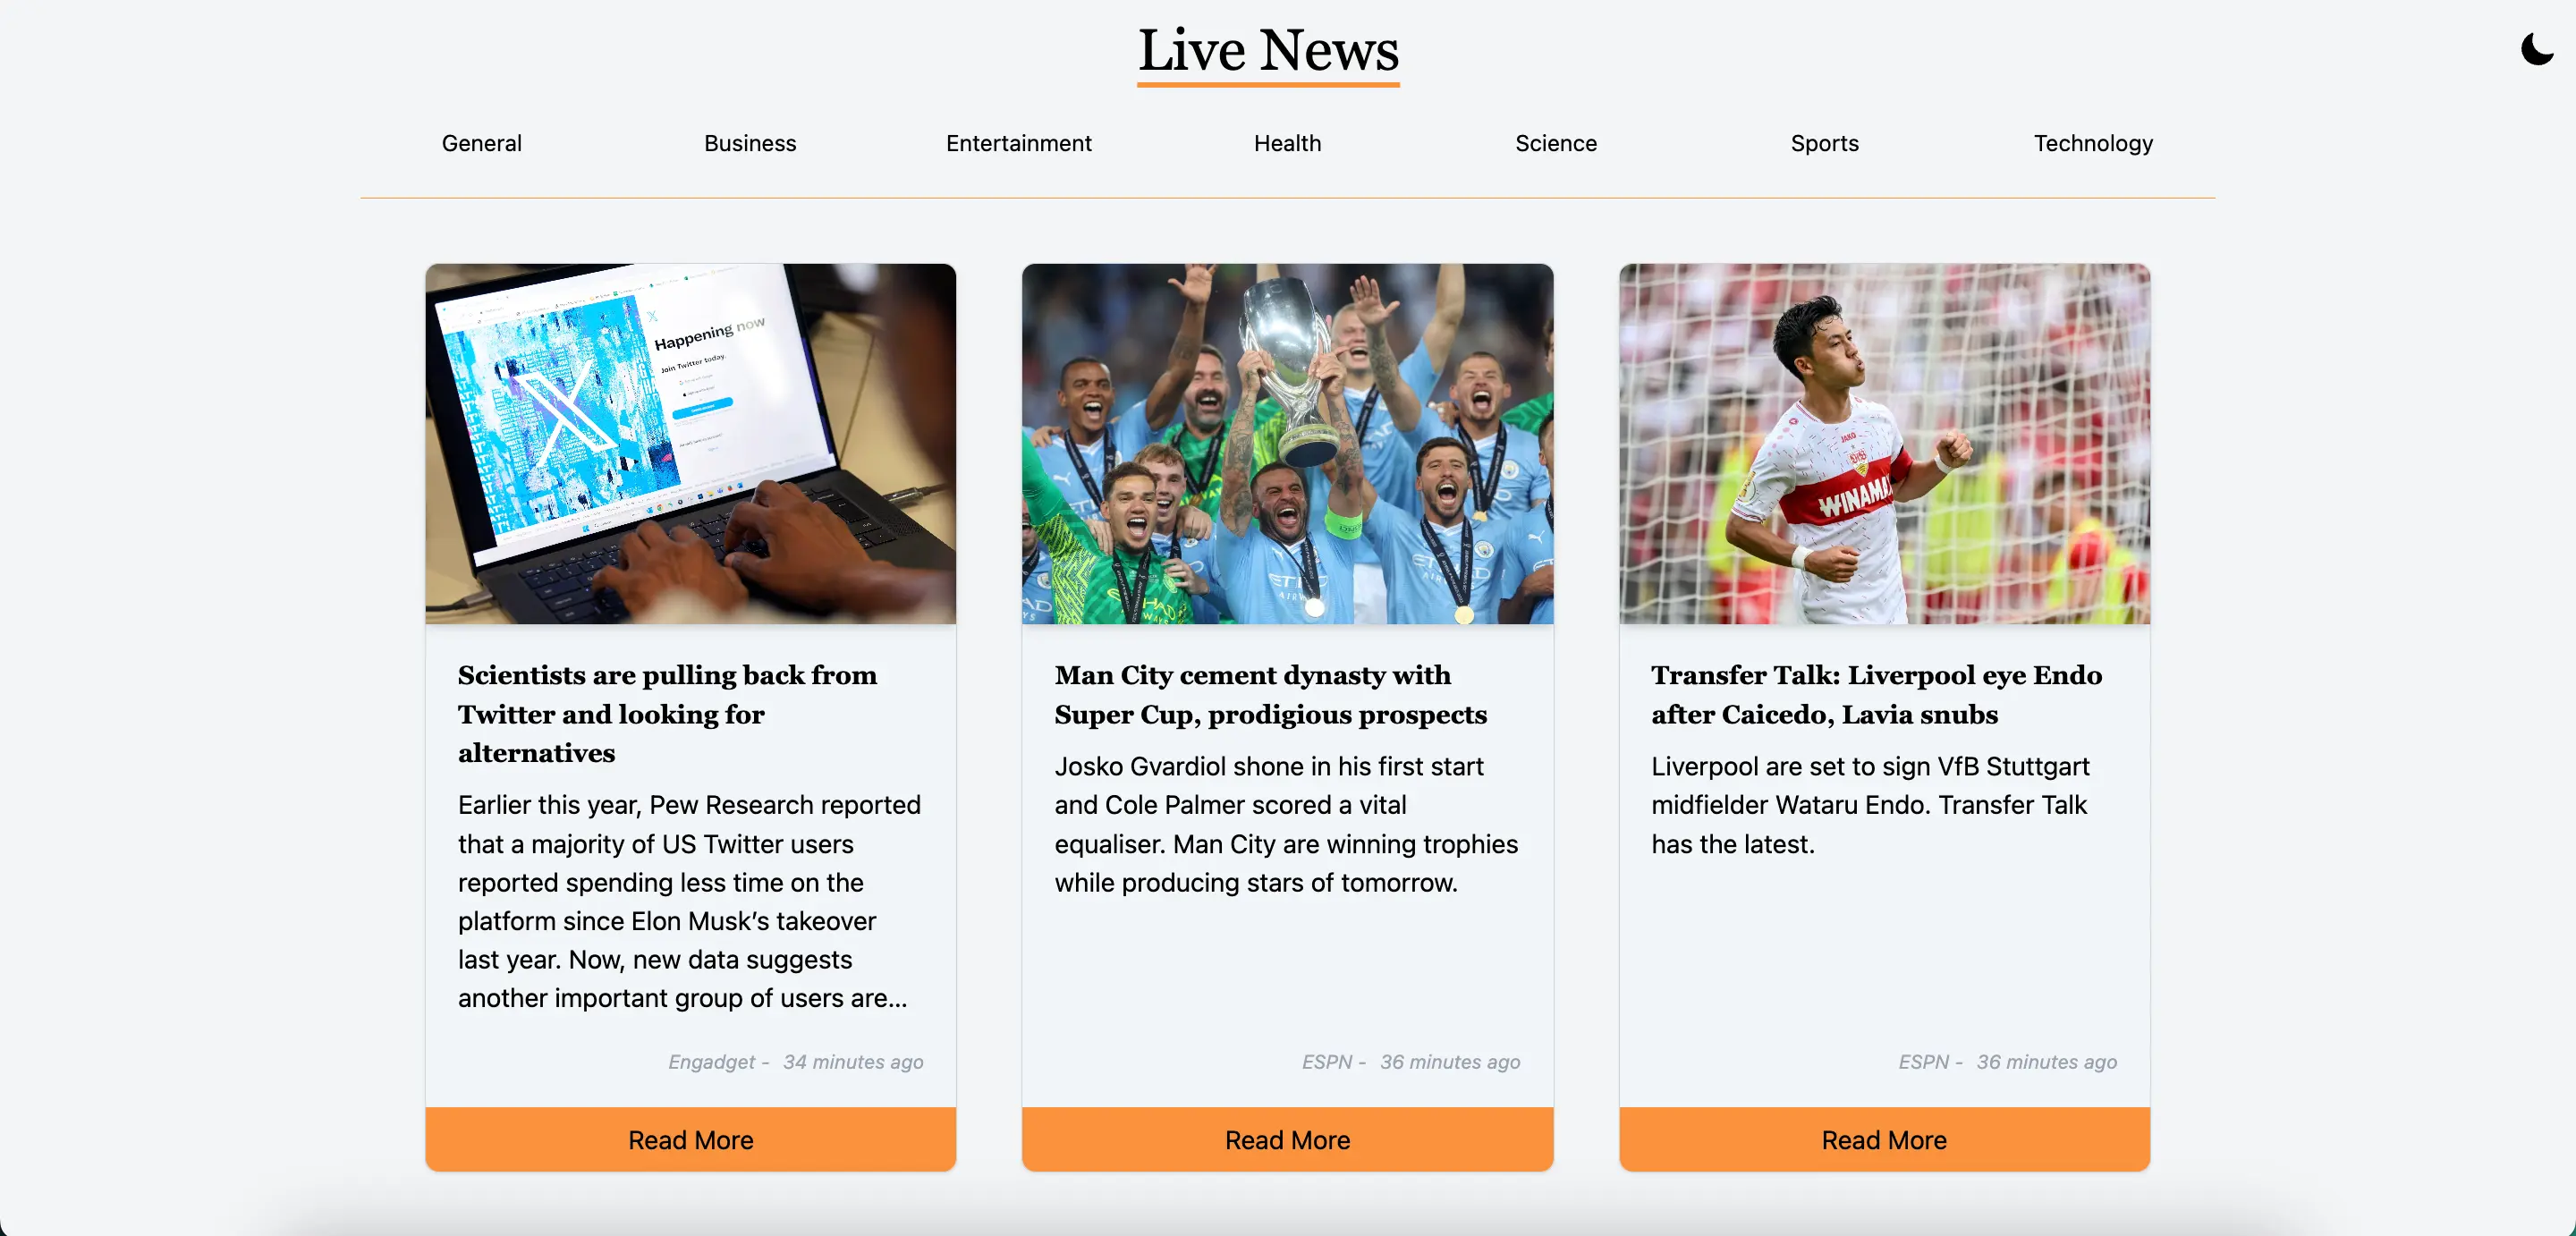 Live News
General Business Entertainment Health Science Sports Technology
Happening now
Join Twitter today.
JAKO
WINAMA
ETIHAD
AIRWAYS
Scientists are pulling back from
Twitter and looking for
alternatives
Earlier this year, Pew Research reported
that a majority of US Twitter users
reported spending less time on the
platform since Elon Musk’s takeover
last year. Now, new data suggests
another important group of users are...
Engadget - 34 minutes ago
Read More
Man City cement dynasty with
Super Cup, prodigious prospects
Josko Gvardiol shone in his first start
and Cole Palmer scored a vital
equaliser. Man City are winning trophies
while producing stars of tomorrow.
ESPN - 36 minutes ago
Read More
Transfer Talk: Liverpool eye Endo
after Caicedo, Lavia snubs
Liverpool are set to sign VfB Stuttgart
midfielder Wataru Endo. Transfer Talk
has the latest.
ESPN - 36 minutes ago
Read More